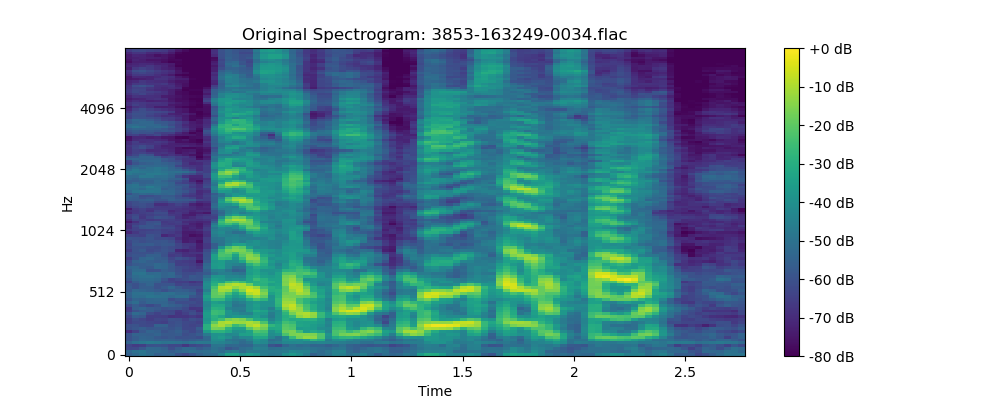 Original Spectrogram: 3853-163249-0034.flac
Hz
4096
2048
1024
512
0
0 0.5 1 1.5 2 2.5
Time
+0 dB
-10 dB
-20 dB
-30 dB
-40 dB
-50 dB
-60 dB
-70 dB
-80 dB